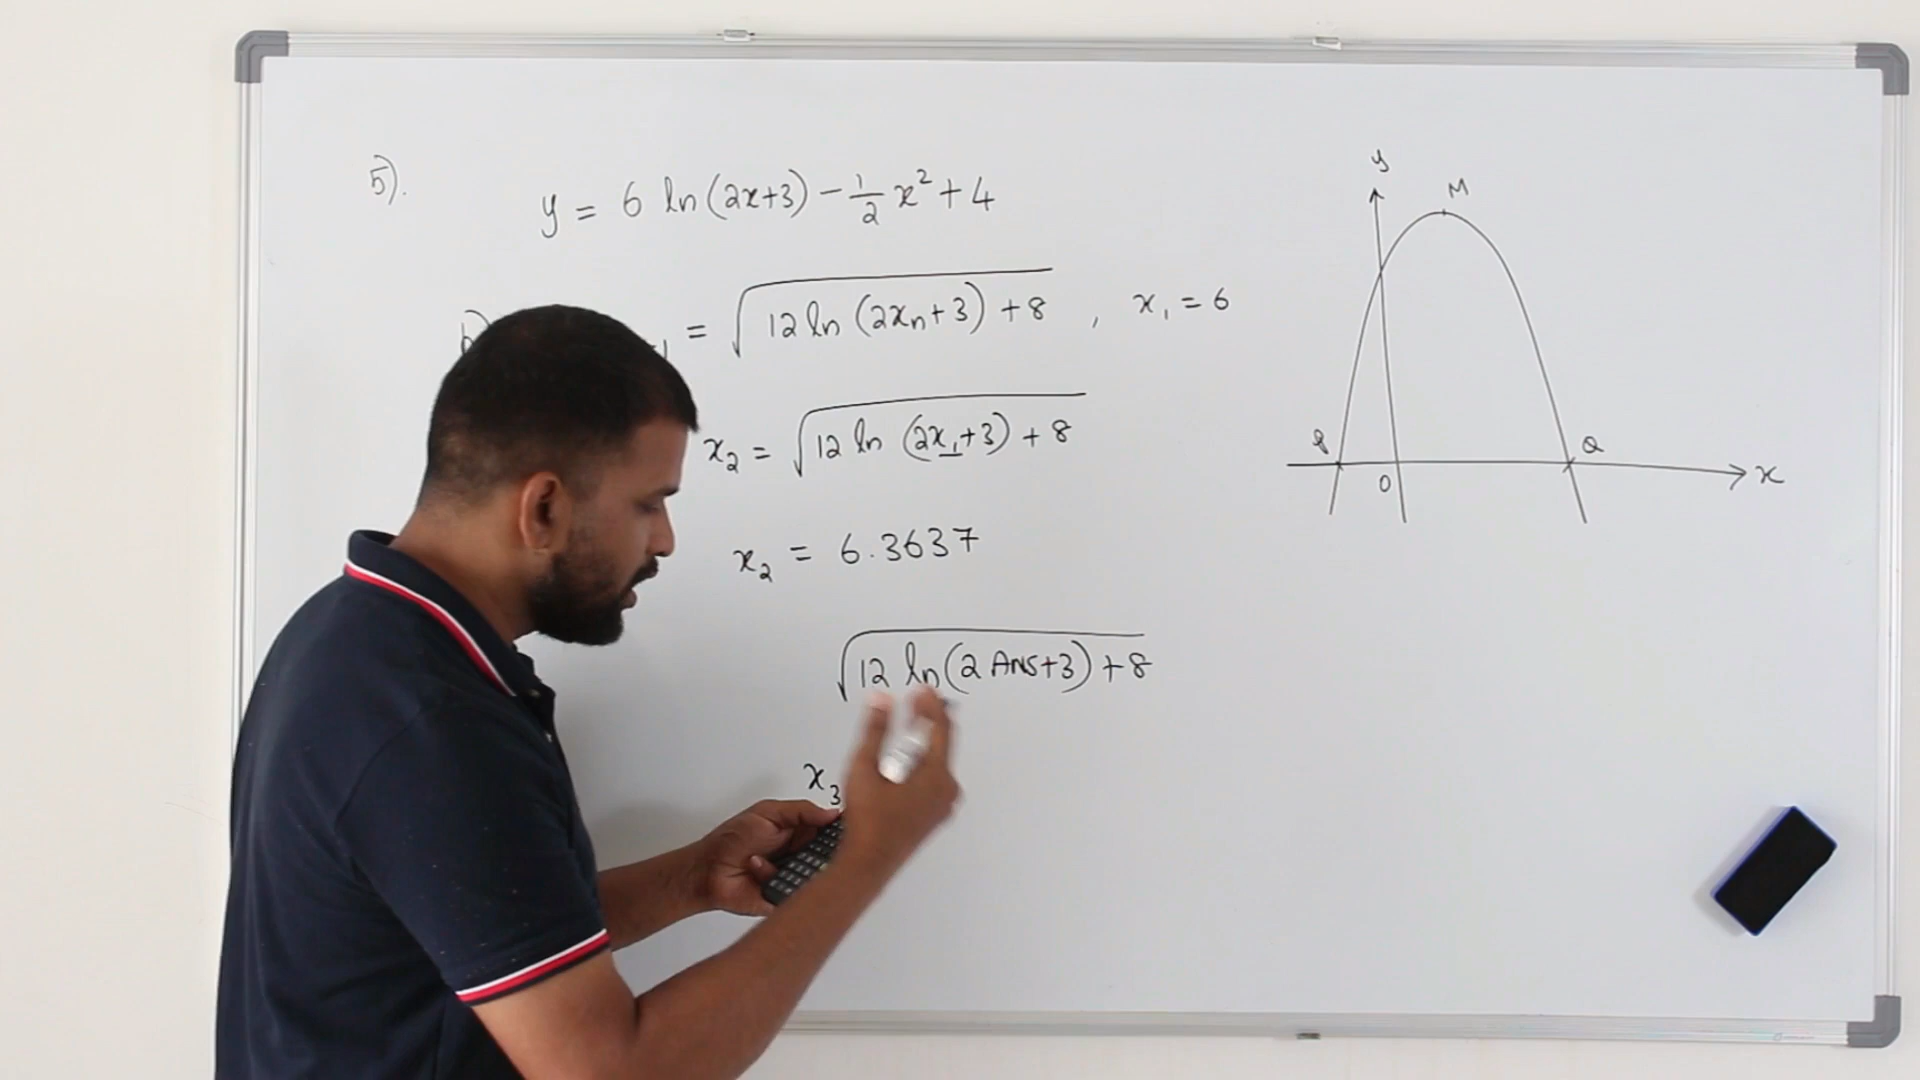 5).
y = 6 ln(2x+3) - 1/2 x² + 4
= √(12 ln (2xₙ+3) + 8) , x₁ = 6
x₂ = √(12 ln (2x₁+3) + 8)
x₂ = 6.3637
√(12 ln(2 Ans+3) + 8)
x₃
y
M
Q
O
x